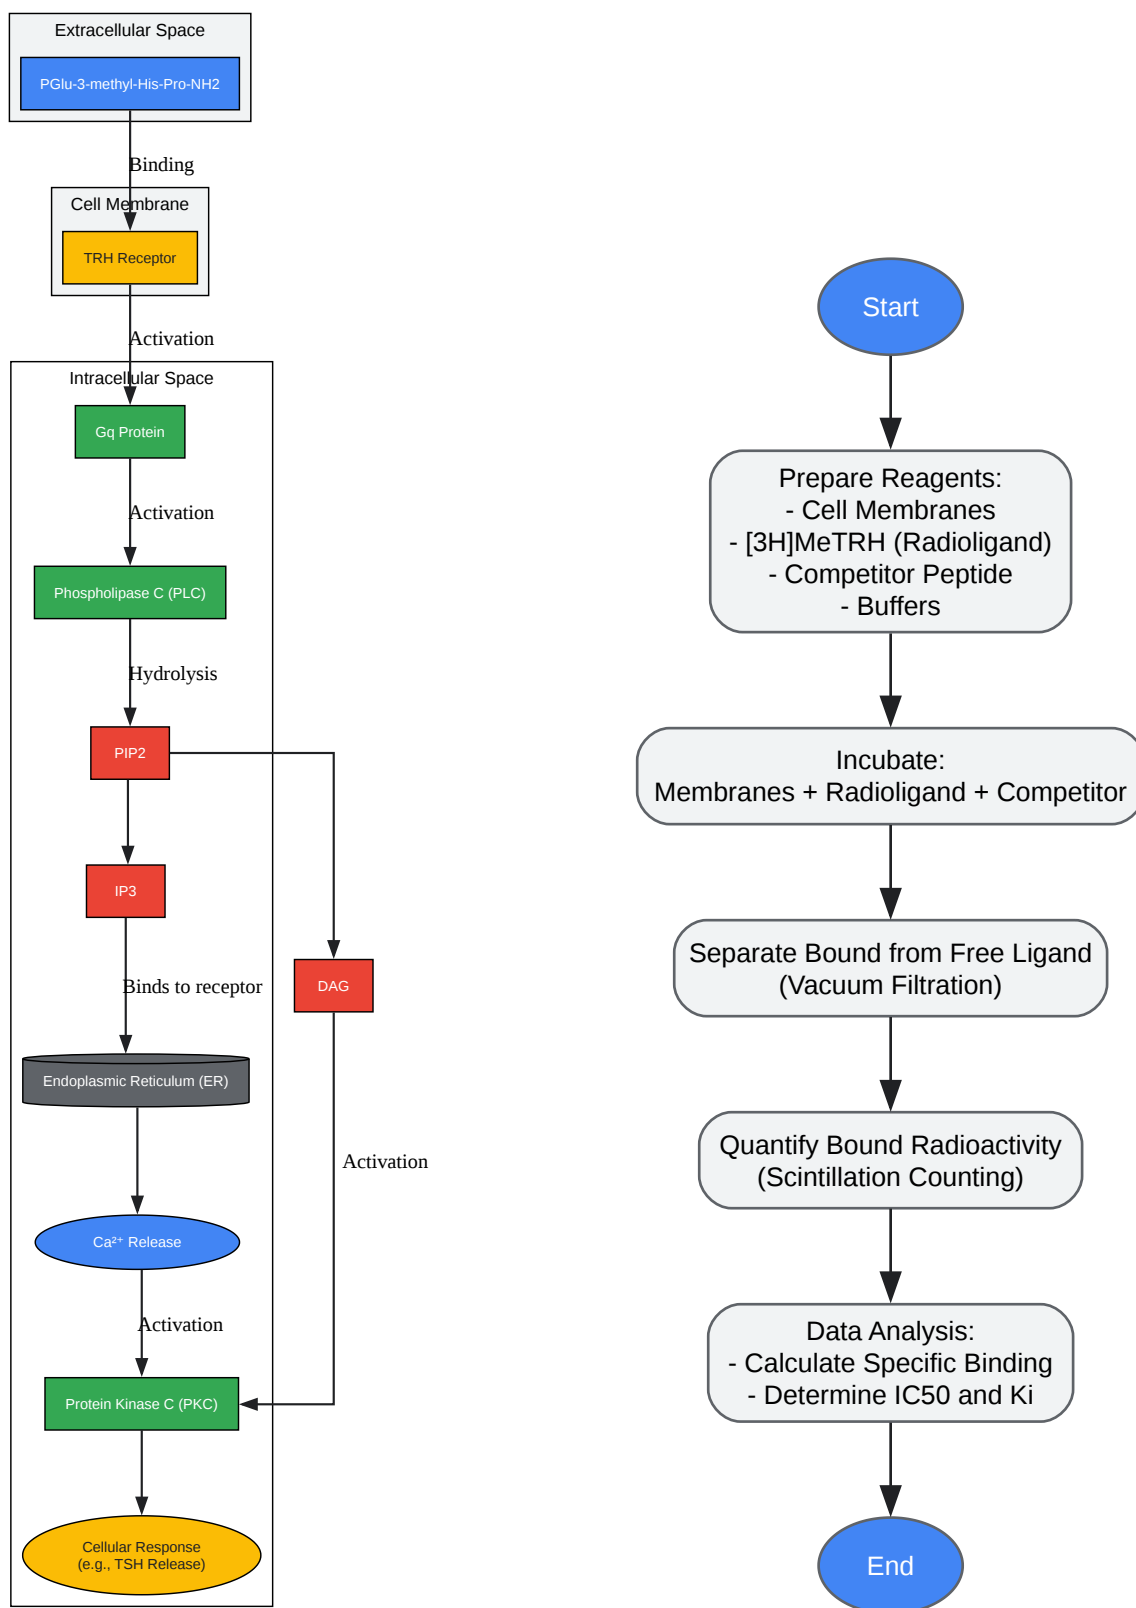 Extracellular Space
PGlu-3-methyl-His-Pro-NH2
Binding
Cell Membrane
TRH Receptor
Activation
Intracellular Space
Gq Protein
Activation
Phospholipase C (PLC)
Hydrolysis
PIP2
IP3
Binds to receptor
DAG
Endoplasmic Reticulum (ER)
Activation
Ca²⁺ Release
Activation
Protein Kinase C (PKC)
Cellular Response
(e.g., TSH Release)
Start
Prepare Reagents:
- Cell Membranes
- [3H]MeTRH (Radioligand)
- Competitor Peptide
- Buffers
Incubate:
Membranes + Radioligand + Competitor
Separate Bound from Free Ligand
(Vacuum Filtration)
Quantify Bound Radioactivity
(Scintillation Counting)
Data Analysis:
- Calculate Specific Binding
- Determine IC50 and Ki
End